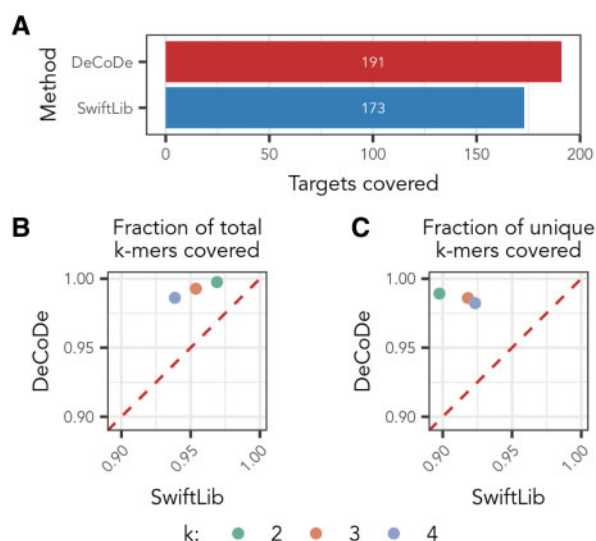 A
Method
DeCoDe
191
SwiftLib
173
0
50
100
150
200
Targets covered
B
Fraction of total
k-mers covered
DeCoDe
1.00
0.95
0.90
0.90
0.95
1.00
SwiftLib
C
Fraction of unique
k-mers covered
DeCoDe
1.00
0.95
0.90
0.90
0.95
1.00
SwiftLib
k: 2 3 4